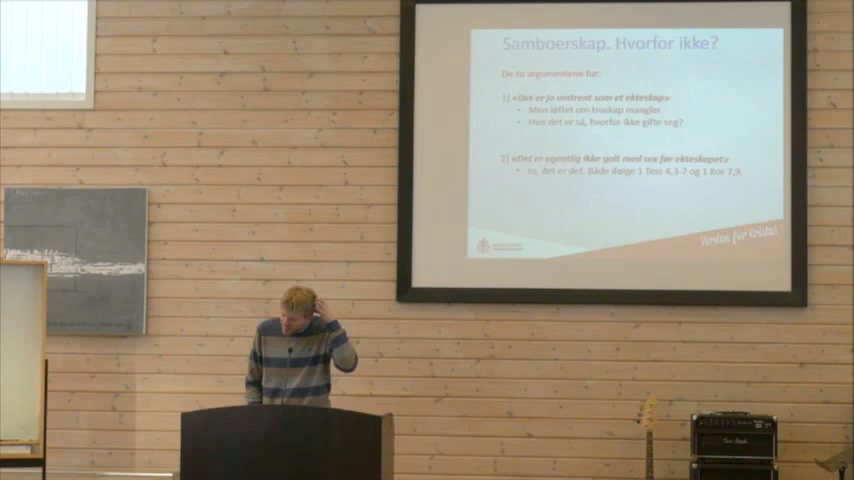 Samboerskap. Hvorfor ikke?
De to argumentene for:
1) «Det er jo omtrent som et ekteskap»
• Men løftet om troskap mangler.
• Hvis det er så, hvorfor ikke gifte seg?
2) «Det er egentlig ikke galt med sex før ekteskapet»
• Jo, det er det. Både ifølge 1 Tess 4,3-7 og 1 Kor 7,9.
Verden for Kristus